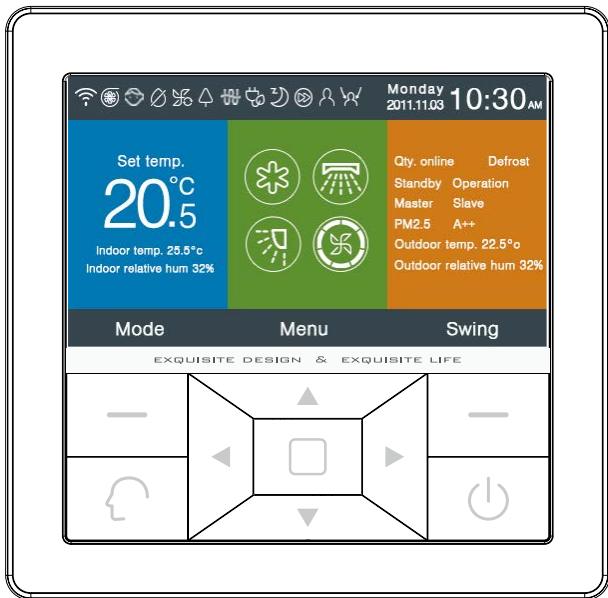 Monday
2011.11.03 10:30 AM
Set temp.
20.5°C
Indoor temp. 25.5°c
Indoor relative hum 32%
Qty. online Defrost
Standby Operation
Master Slave
PM2.5 A++
Outdoor temp. 22.5°o
Outdoor relative hum 32%
Mode Menu Swing
EXQUISITE DESIGN & EXQUISITE LIFE